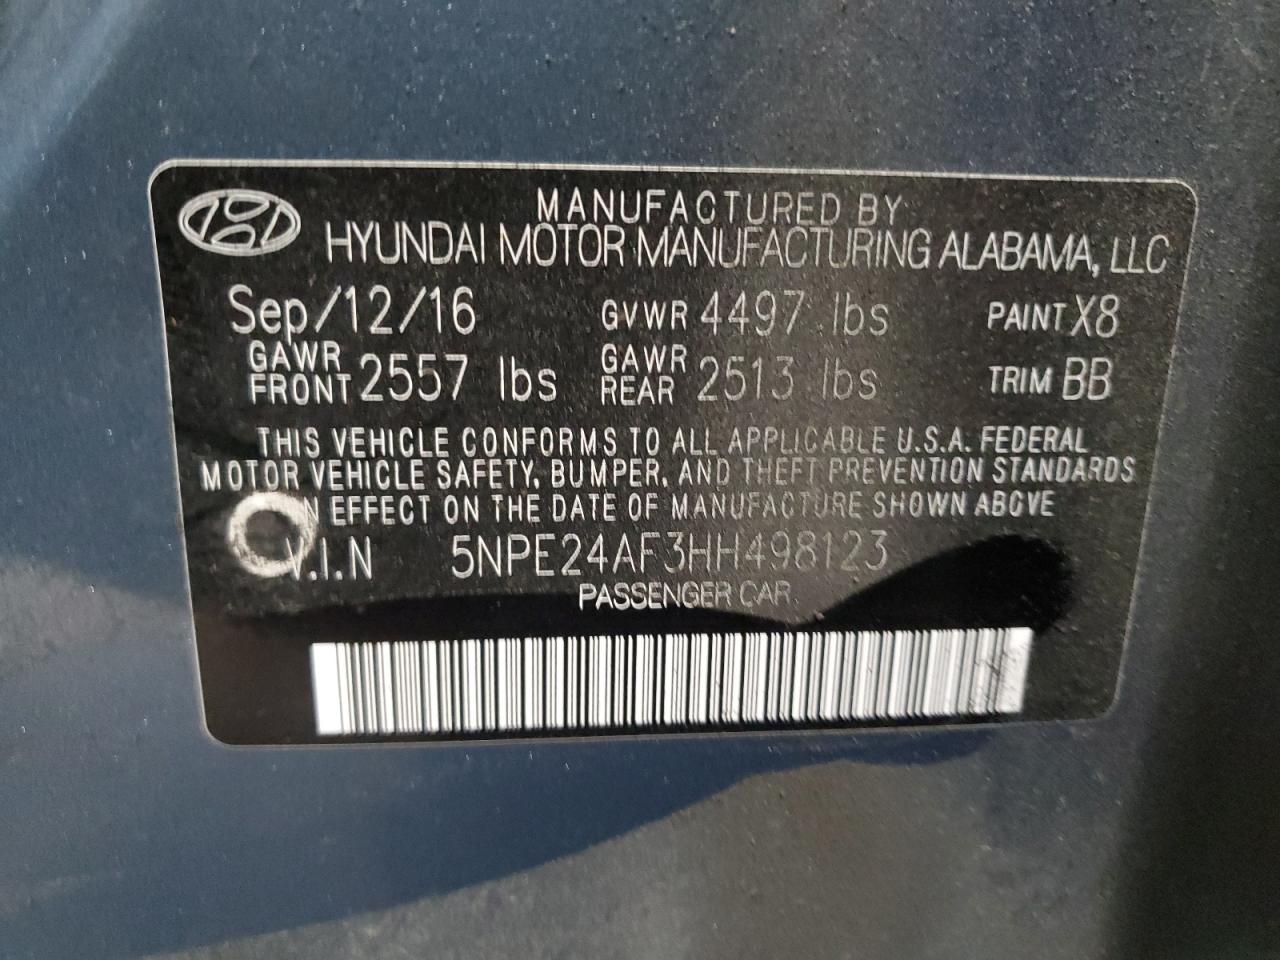 MANUFACTURED BY
HYUNDAI MOTOR MANUFACTURING ALABAMA, LLC
Sep/12/16 GVWR 4497 lbs PAINT X8
GAWR FRONT 2557 lbs GAWR REAR 2513 lbs TRIM BB
THIS VEHICLE CONFORMS TO ALL APPLICABLE U.S.A. FEDERAL
MOTOR VEHICLE SAFETY, BUMPER, AND THEFT PREVENTION STANDARDS
IN EFFECT ON THE DATE OF MANUFACTURE SHOWN ABOVE
V.I.N 5NPE24AF3HH498123
PASSENGER CAR